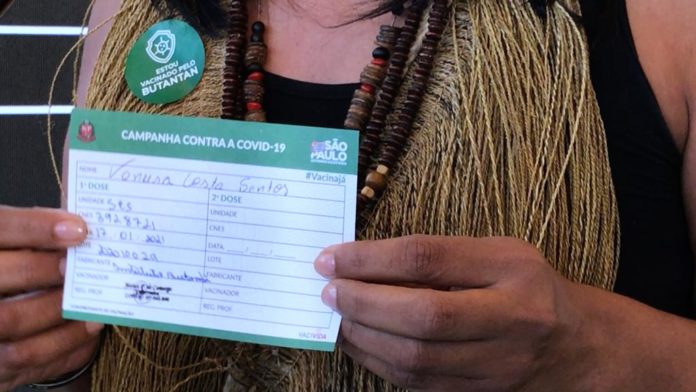 ESTOU
VACINADO PELO
BUTANTAN
CAMPANHA CONTRA A COVID-19
SÃO
PAULO
#Vacinajá
NOME Vanusa Costa Santos
1ª DOSE
2ª DOSE
UNIDADE SES
UNIDADE
CNES 3928721
CNES
17.01.2021
DATA
LOTE
LOTE
FABRICANTE Instituto Butantan
FABRICANTE
VACINADOR
VACINADOR
REG. PROF.
REG. PROF.